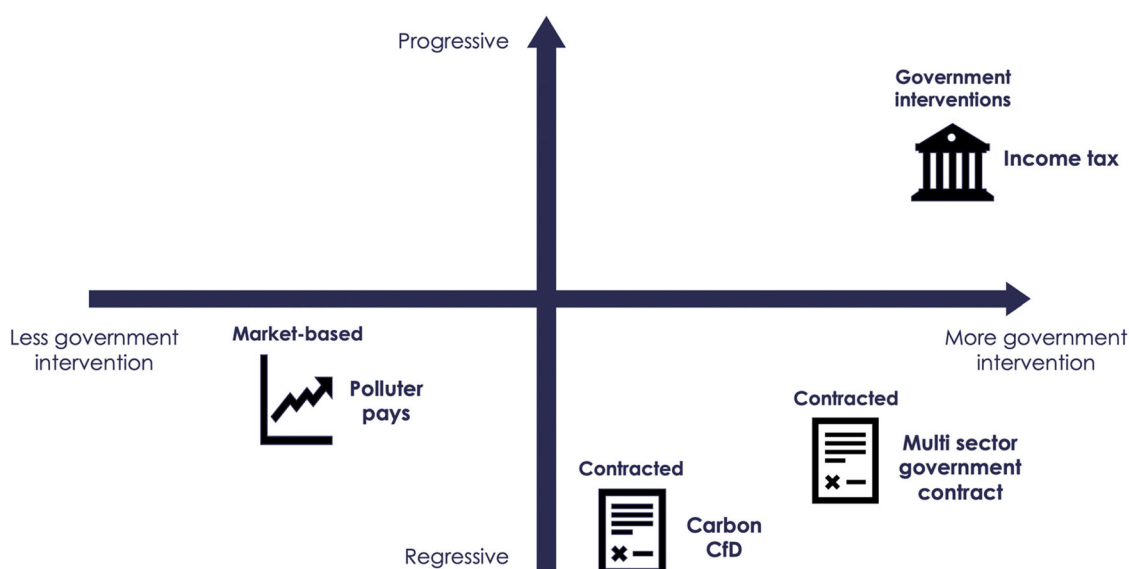 Progressive
Government
interventions
Income tax
Less government
intervention
Market-based
Polluter
pays
More government
intervention
Contracted
Multi sector
government
contract
Contracted
Carbon
CfD
Regressive